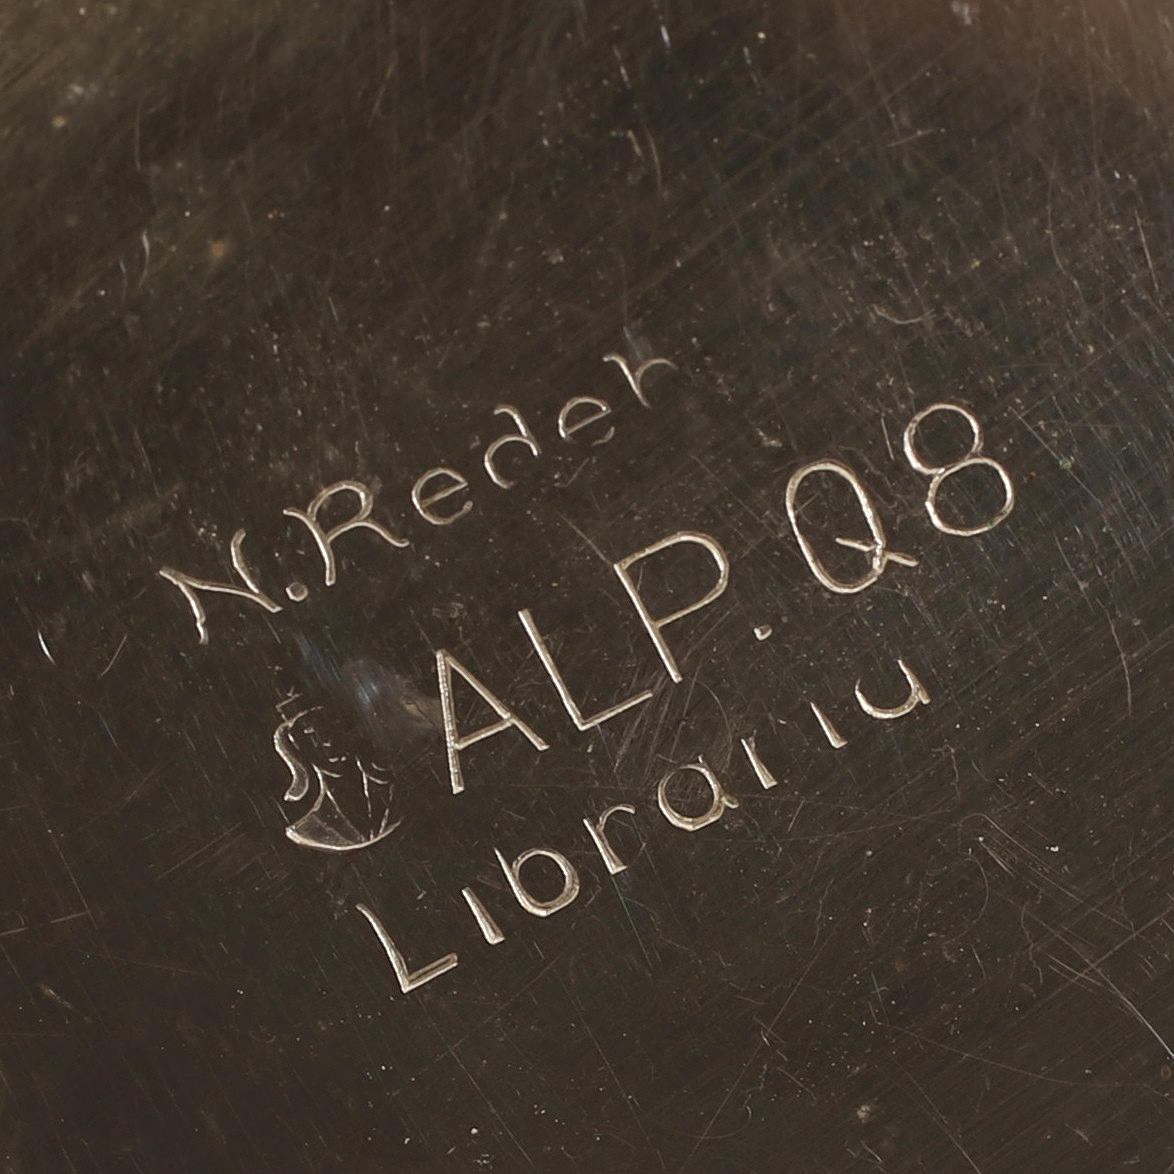 N.Reder
ALP. Q8
Librariu